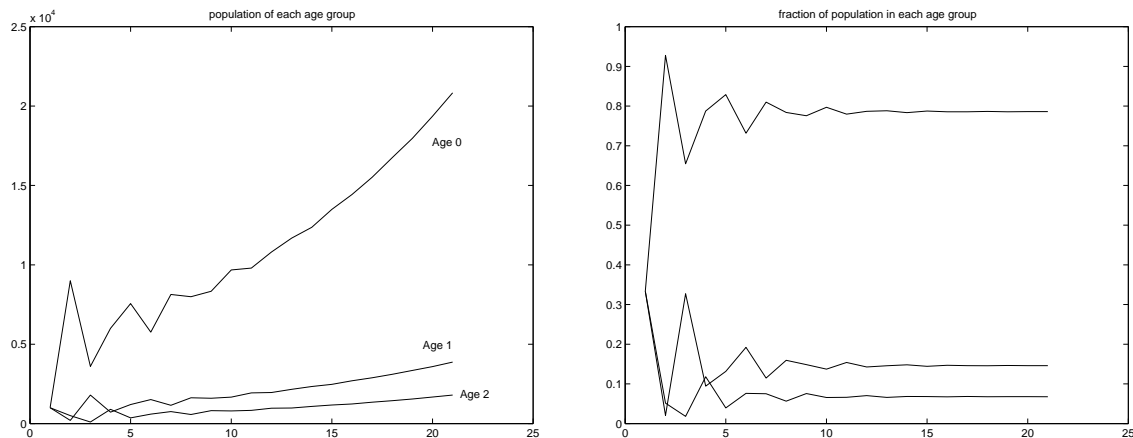 population of each age group
x 10^4
2.5
2
1.5
1
0.5
0
0 5 10 15 20 25
Age 0
Age 1
Age 2
fraction of population in each age group
1
0.9
0.8
0.7
0.6
0.5
0.4
0.3
0.2
0.1
0
0 5 10 15 20 25